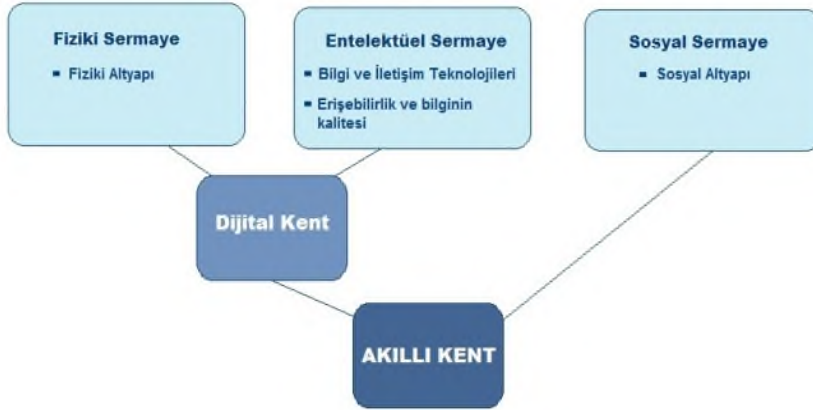 Fiziki Sermaye
▪ Fiziki Altyapı
Entelektüel Sermaye
▪ Bilgi ve İletişim Teknolojileri
▪ Erişebilirlik ve bilginin
kalitesi
Sosyal Sermaye
▪ Sosyal Altyapı
Dijital Kent
AKILLI KENT